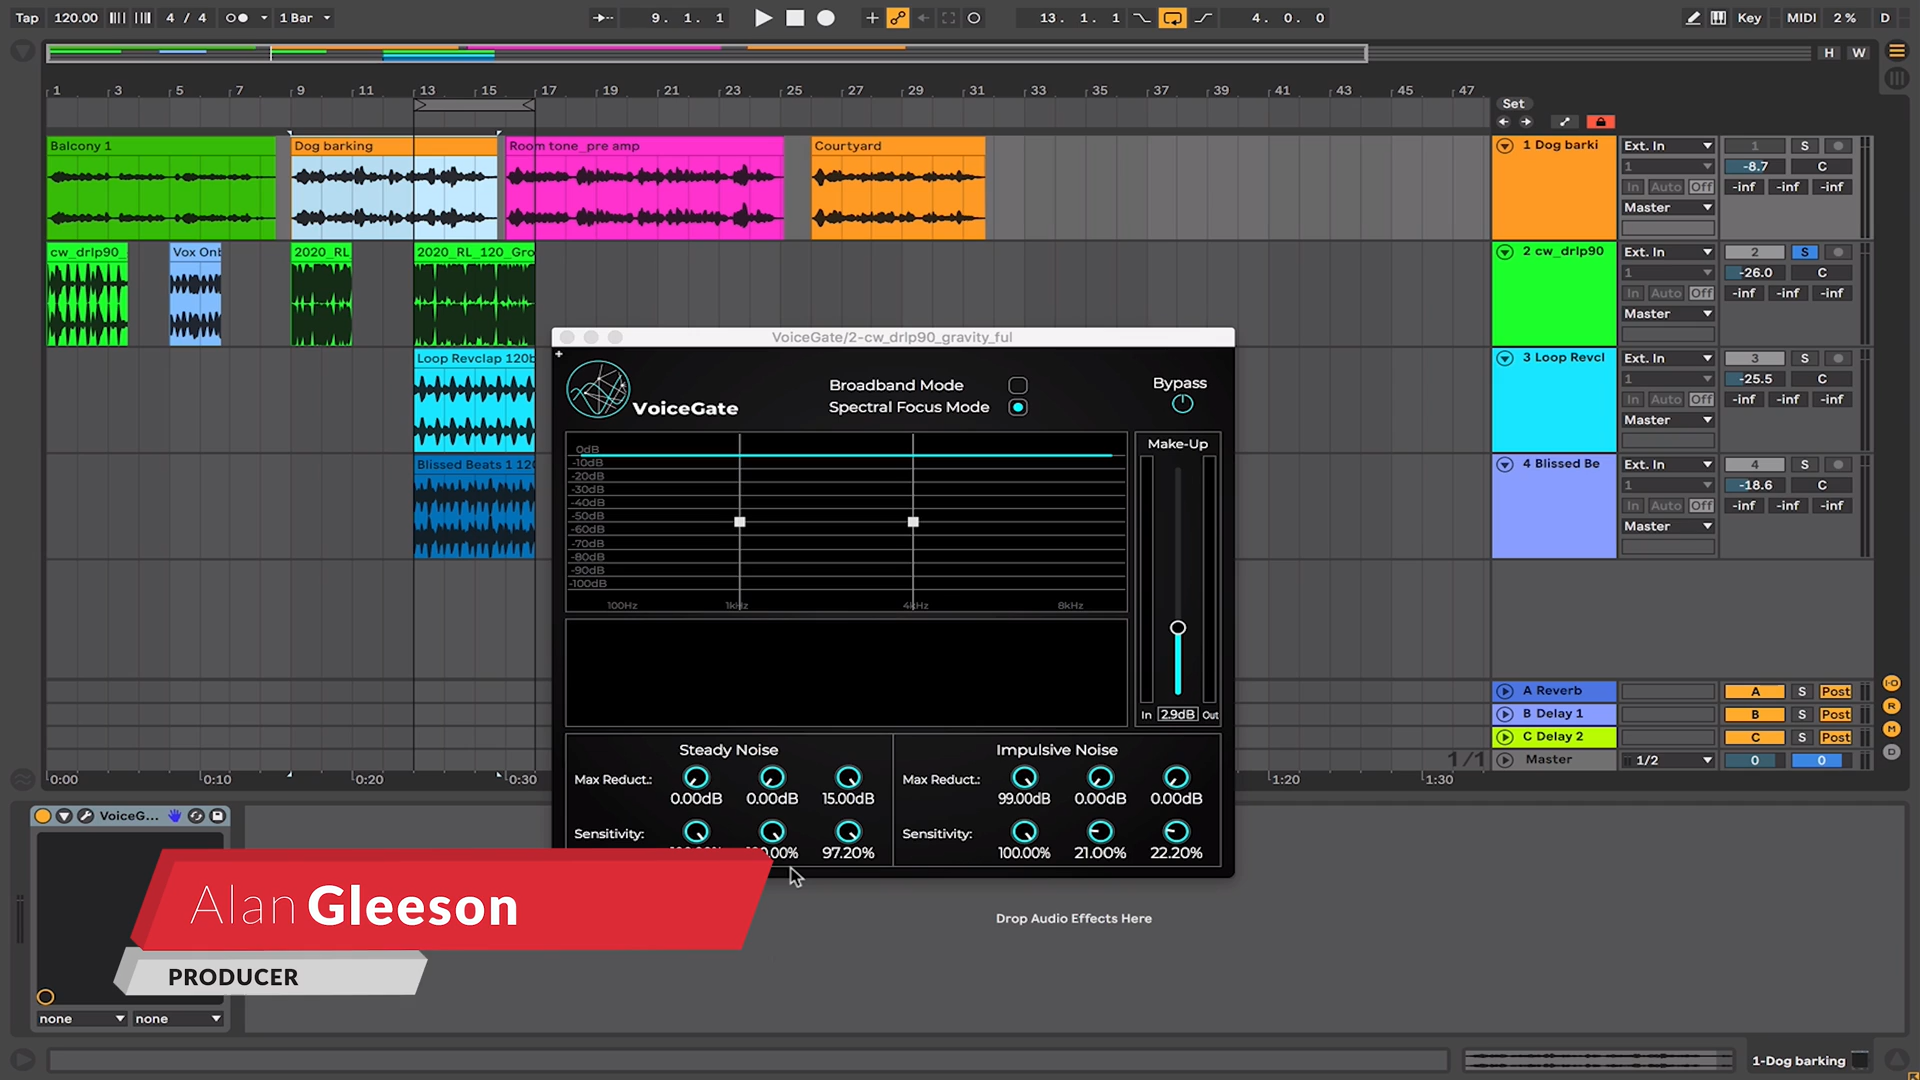 Tap 120.00 4 / 4 1 Bar 9. 1. 1 13. 1. 1 4. 0. 0 Key MIDI 2 % D
H W
1 3 5 7 9 11 13 15 17 19 21 23 25 27 29 31 33 35 37 39 41 43 45 47
Set
Balcony 1 Dog barking Room tone_pre amp Courtyard 1 Dog barki Ext. In 1 S
1 -8.7 C
In Auto Off -inf -inf -inf
Master
cw_drlp90_ Vox Onl 2020_RL 2020_RL_120_Gro 2 cw_drlp90 Ext. In 2 S
1 -26.0 C
In Auto Off -inf -inf -inf
Master
VoiceGate/2-cw_drlp90_gravity_ful
Loop Revclap 120b 3 Loop Revcl Ext. In 3 S
1 -25.5 C
In Auto Off -inf -inf -inf
Master
Blissed Beats 1 120 4 Blissed Be Ext. In 4 S
1 -18.6 C
In Auto Off -inf -inf -inf
Master
VoiceGate
Broadband Mode
Spectral Focus Mode
Bypass
Make-Up
0dB
-10dB
-20dB
-30dB
-40dB
-50dB
-60dB
-70dB
-80dB
-90dB
-100dB
100Hz 1kHz 4kHz 8kHz
In 2.9dB Out
A Reverb A S Post
B Delay 1 B S Post
C Delay 2 C S Post
1/1 Master 1/2 0 0
I-O
R
M
D
0:00 0:10 0:20 0:30 1:20 1:30
Steady Noise Impulsive Noise
Max Reduct.: 0.00dB 0.00dB 15.00dB Max Reduct.: 99.00dB 0.00dB 0.00dB
Sensitivity: 97.20% Sensitivity: 100.00% 21.00% 22.20%
VoiceG...
Alan Gleeson
PRODUCER
Drop Audio Effects Here
none none
1-Dog barking